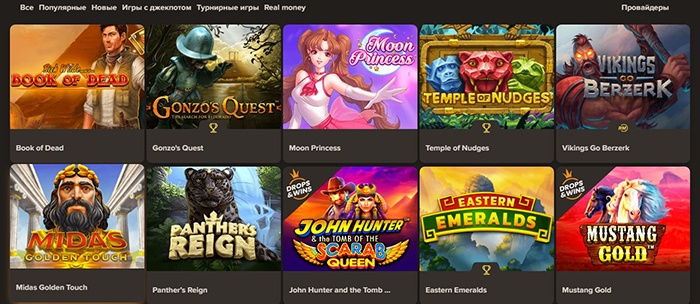 Все Популярные Новые Игры с джекпотом Турнирные игры Real money Провайдеры
Rich Wilde
BOOK OF DEAD
GONZO'S QUEST
THE SEARCH FOR ELDORADO
Moon Princess
TEMPLE OF NUDGES
VIKINGS GO BERZERK
Book of Dead
Gonzo's Quest
Moon Princess
Temple of Nudges
Vikings Go Berzerk
MIDAS
GOLDEN TOUCH
PANTHER'S REIGN
DROPS & WINS
JOHN HUNTER
& the TOMB OF THE
SCARAB
QUEEN
EASTERN
EMERALDS
DROPS & WINS
MUSTANG
GOLD™
Midas Golden Touch
Panther's Reign
John Hunter and the Tomb ...
Eastern Emeralds
Mustang Gold